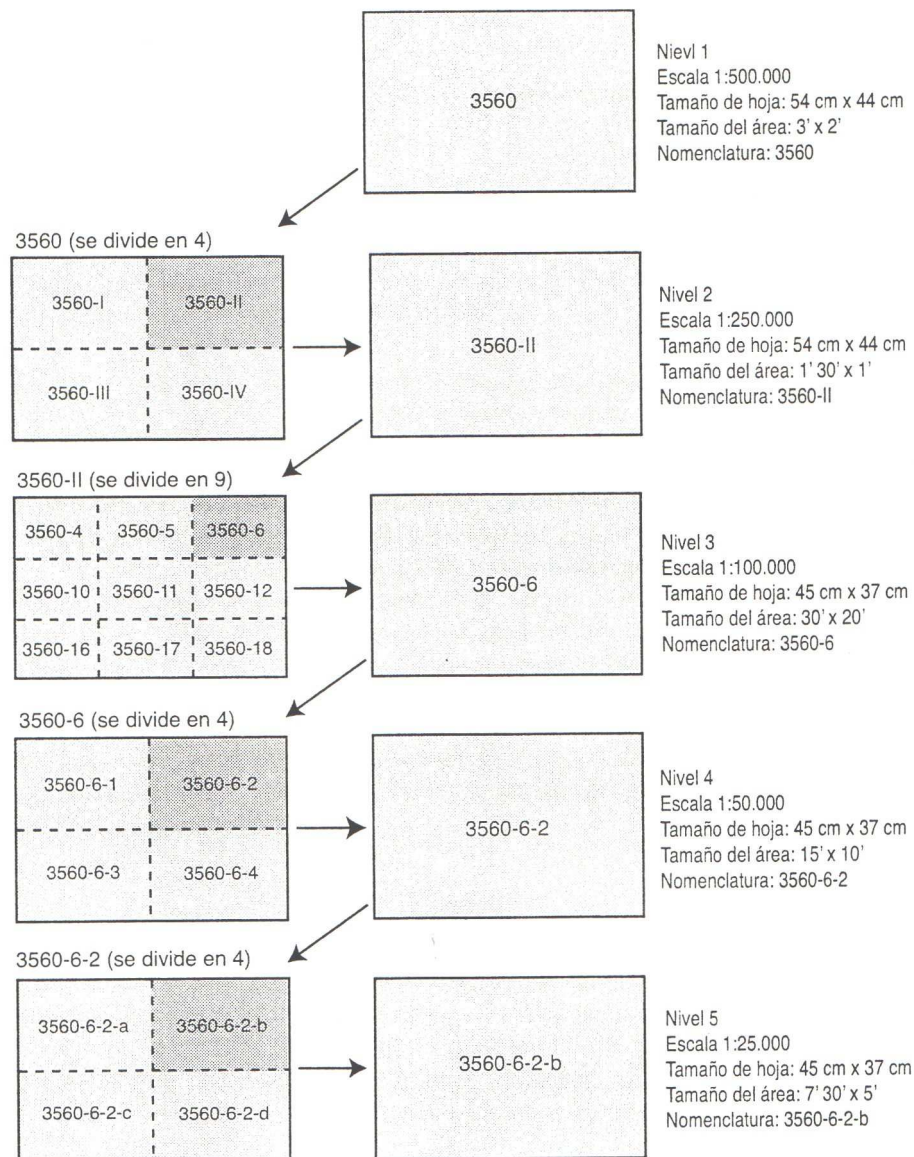 3560
Nievl 1
Escala 1:500.000
Tamaño de hoja: 54 cm x 44 cm
Tamaño del área: 3' x 2'
Nomenclatura: 3560
3560 (se divide en 4)
3560-I
3560-II
3560-III
3560-IV
3560-II
Nivel 2
Escala 1:250.000
Tamaño de hoja: 54 cm x 44 cm
Tamaño del área: 1' 30' x 1'
Nomenclatura: 3560-II
3560-II (se divide en 9)
3560-4
3560-5
3560-6
3560-10
3560-11
3560-12
3560-16
3560-17
3560-18
3560-6
Nivel 3
Escala 1:100.000
Tamaño de hoja: 45 cm x 37 cm
Tamaño del área: 30' x 20'
Nomenclatura: 3560-6
3560-6 (se divide en 4)
3560-6-1
3560-6-2
3560-6-3
3560-6-4
3560-6-2
Nivel 4
Escala 1:50.000
Tamaño de hoja: 45 cm x 37 cm
Tamaño del área: 15' x 10'
Nomenclatura: 3560-6-2
3560-6-2 (se divide en 4)
3560-6-2-a
3560-6-2-b
3560-6-2-c
3560-6-2-d
3560-6-2-b
Nivel 5
Escala 1:25.000
Tamaño de hoja: 45 cm x 37 cm
Tamaño del área: 7' 30' x 5'
Nomenclatura: 3560-6-2-b